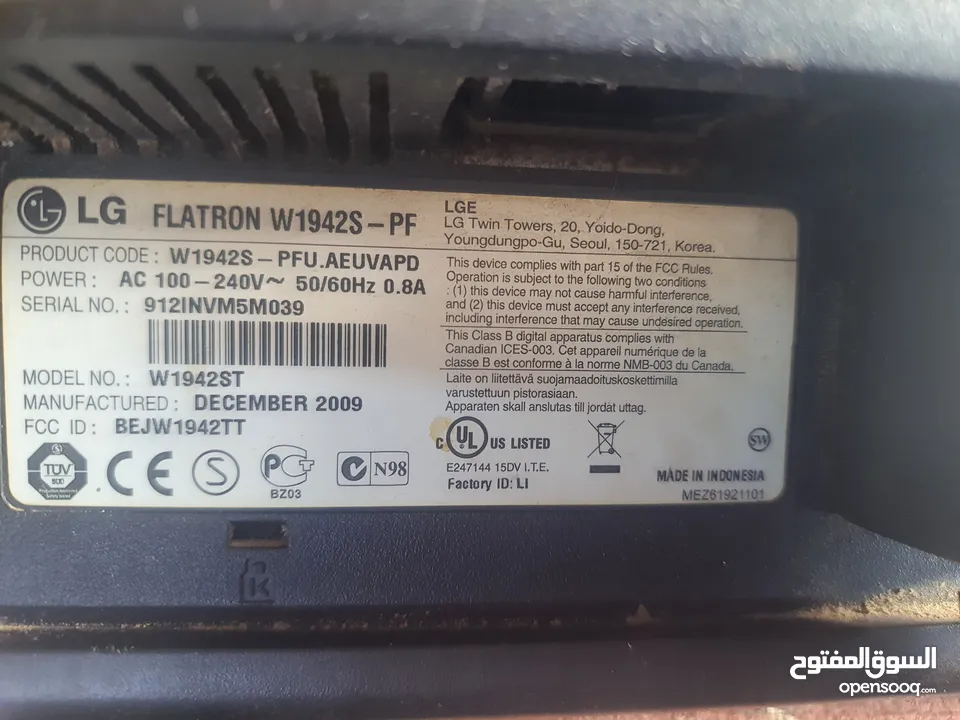 LG FLATRON W1942S-PF
PRODUCT CODE : W1942S-PFU.AEUVAPD
POWER : AC 100-240V~ 50/60Hz 0.8A
SERIAL NO.: 912INVM5M039
MODEL NO.: W1942ST
MANUFACTURED : DECEMBER 2009
FCC ID : BEJW1942TT
LGE
LG Twin Towers, 20, Yoido-Dong,
Youngdungpo-Gu, Seoul, 150-721, Korea.
This device complies with part 15 of the FCC Rules.
Operation is subject to the following two conditions
: (1) this device may not cause harmful interference,
and (2) this device must accept any interference received,
including interference that may cause undesired operation.
This Class B digital apparatus complies with
Canadian ICES-003. Cet appareil numérique de la
classe B est conforme à la norme NMB-003 du Canada.
Laite on liitettävä suojamaadoituskoskettimilla
varustettuun pistorasiaan.
Apparaten skall anslutas till jordat uttag.
TÜV
CE
S
PCT
BZ03
N98
C UL US LISTED
E247144 15DV I.T.E.
Factory ID: LI
SW
MADE IN INDONESIA
MEZ61921101
K
السوق المفتوح
opensooq.com